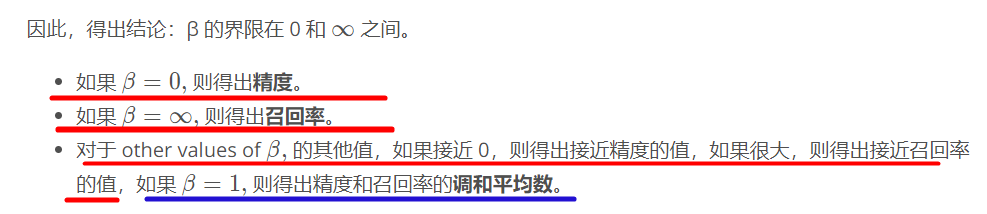 因此，得出结论：β 的界限在 0 和 ∞ 之间。
• 如果 β = 0, 则得出精度。
• 如果 β = ∞, 则得出召回率。
• 对于 other values of β, 的其他值，如果接近 0，则得出接近精度的值，如果很大，则得出接近召回率
的值，如果 β = 1, 则得出精度和召回率的调和平均数。